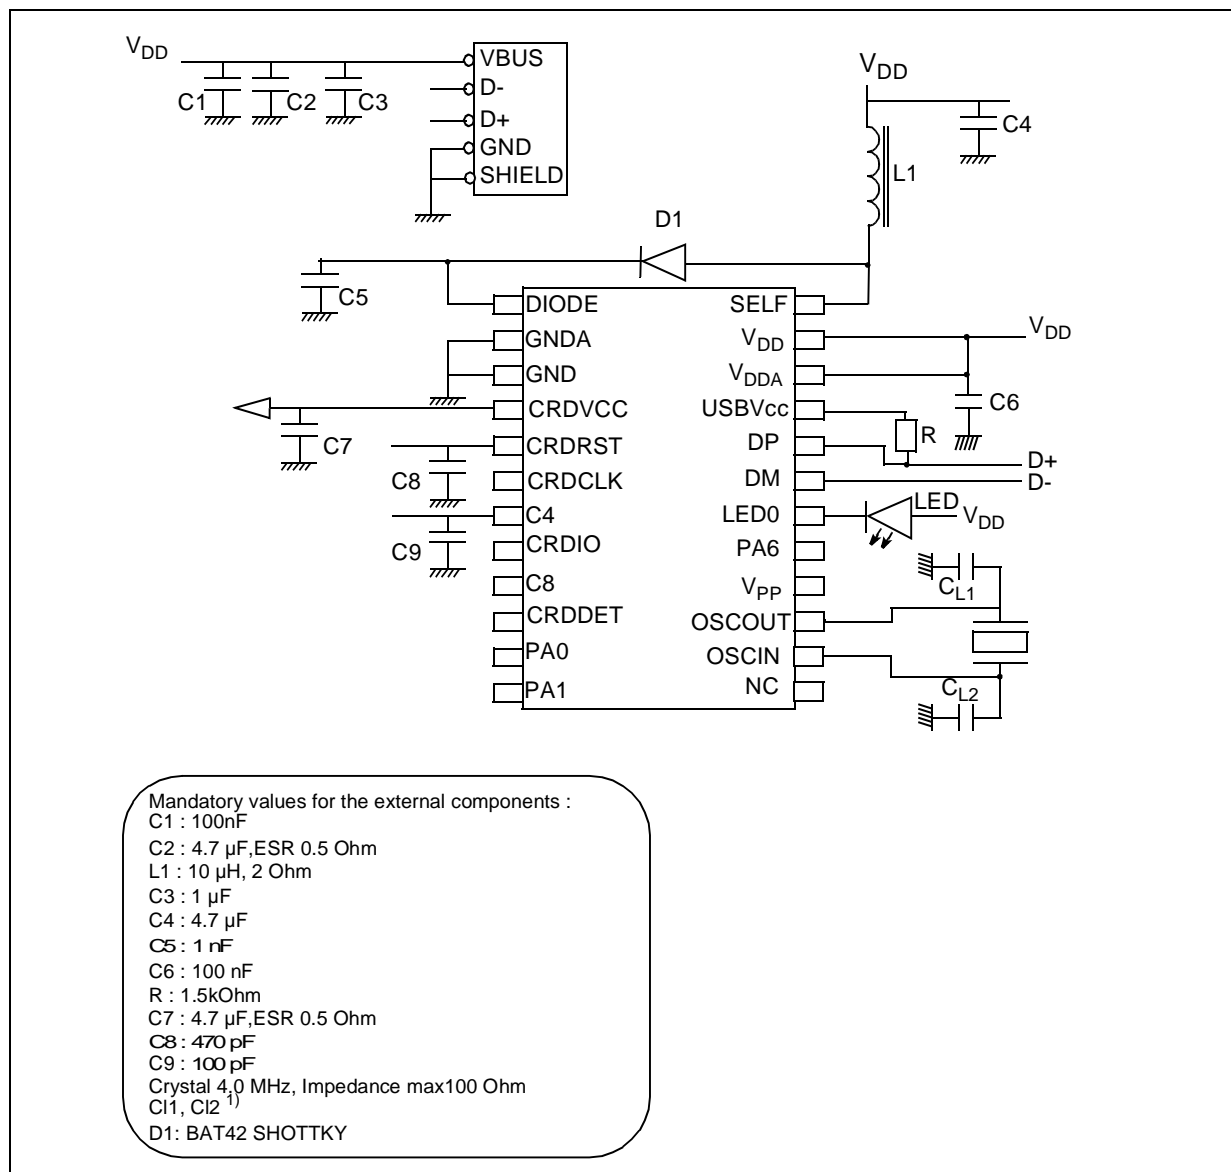 VDD
VBUS
D-
D+
GND
SHIELD
C1
C2
C3
VDD
C4
L1
D1
C5
DIODE
SELF
GNDA
VDD
VDD
GND
VDDA
CRDVCC
USBVcc
C6
C7
R
CRDRST
DP
D+
C8
CRDCLK
DM
D-
C4
LED0
LED
VDD
C9
CRDIO
PA6
C8
VPP
CL1
CRDDET
OSCOUT
PA0
OSCIN
PA1
NC
CL2
Mandatory values for the external components :
C1 : 100nF
C2 : 4.7 µF,ESR 0.5 Ohm
L1 : 10 µH, 2 Ohm
C3 : 1 µF
C4 : 4.7 µF
C5 : 1 nF
C6 : 100 nF
R : 1.5kOhm
C7 : 4.7 µF,ESR 0.5 Ohm
C8 : 470 pF
C9 : 100 pF
Crystal 4.0 MHz, Impedance max100 Ohm
Cl1, Cl2 1)
D1: BAT42 SHOTTKY